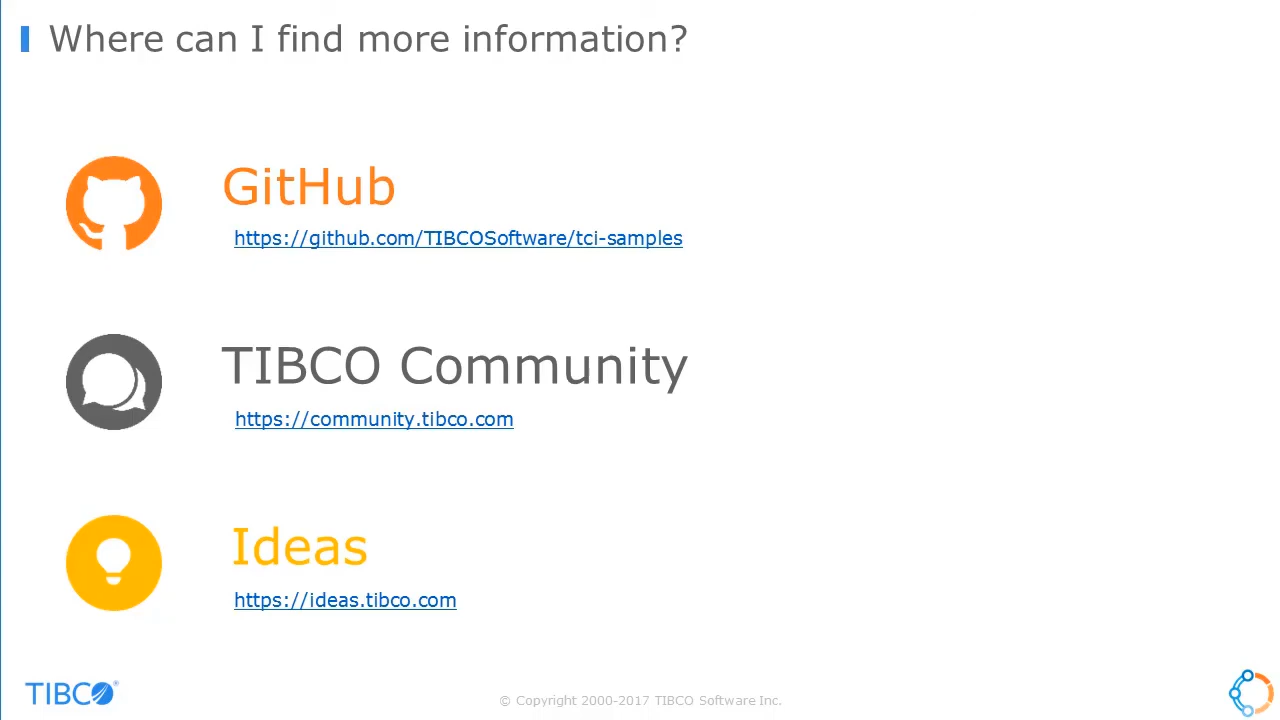 Where can I find more information?
GitHub
https://github.com/TIBCOSoftware/tci-samples
TIBCO Community
https://community.tibco.com
Ideas
https://ideas.tibco.com
TIBCO®
© Copyright 2000-2017 TIBCO Software Inc.